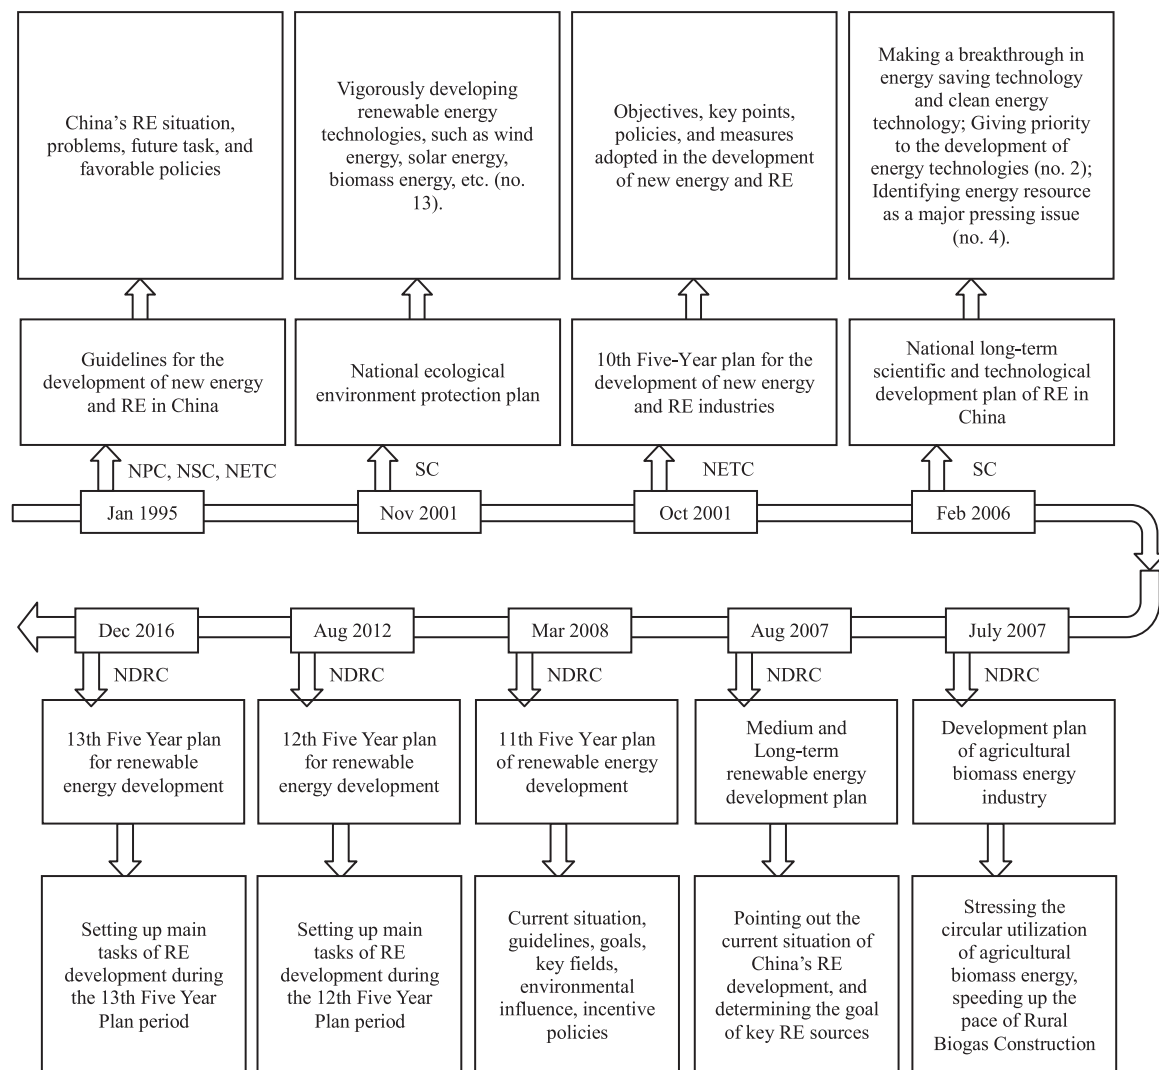 China's RE situation,
problems, future task, and
favorable policies
Vigorously developing
renewable energy
technologies, such as wind
energy, solar energy,
biomass energy, etc. (no.
13).
Objectives, key points,
policies, and measures
adopted in the development
of new energy and RE
Making a breakthrough in
energy saving technology
and clean energy
technology; Giving priority
to the development of
energy technologies (no. 2);
Identifying energy resource
as a major pressing issue
(no. 4).
Guidelines for the
development of new energy
and RE in China
National ecological
environment protection plan
10th Five-Year plan for the
development of new energy
and RE industries
National long-term
scientific and technological
development plan of RE in
China
NPC, NSC, NETC
SC
NETC
SC
Jan 1995
Nov 2001
Oct 2001
Feb 2006
Dec 2016
Aug 2012
Mar 2008
Aug 2007
July 2007
NDRC
NDRC
NDRC
NDRC
NDRC
13th Five Year plan
for renewable
energy development
12th Five Year plan
for renewable
energy development
11th Five Year plan
of renewable energy
development
Medium and
Long-term
renewable energy
development plan
Development plan
of agricultural
biomass energy
industry
Setting up main
tasks of RE
development during
the 13th Five Year
Plan period
Setting up main
tasks of RE
development during
the 12th Five Year
Plan period
Current situation,
guidelines, goals,
key fields,
environmental
influence, incentive
policies
Pointing out the
current situation of
China's RE
development, and
determining the goal
of key RE sources
Stressing the
circular utilization
of agricultural
biomass energy,
speeding up the
pace of Rural
Biogas Construction